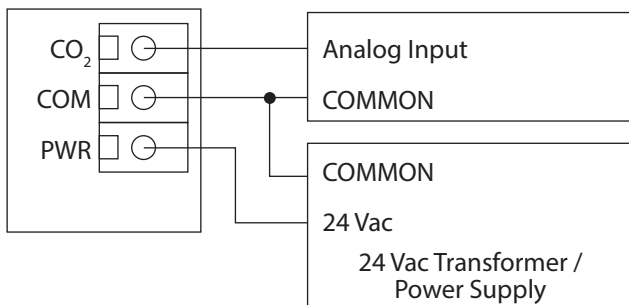 CO₂
COM
PWR
Analog Input
COMMON
COMMON
24 Vac
24 Vac Transformer /
Power Supply